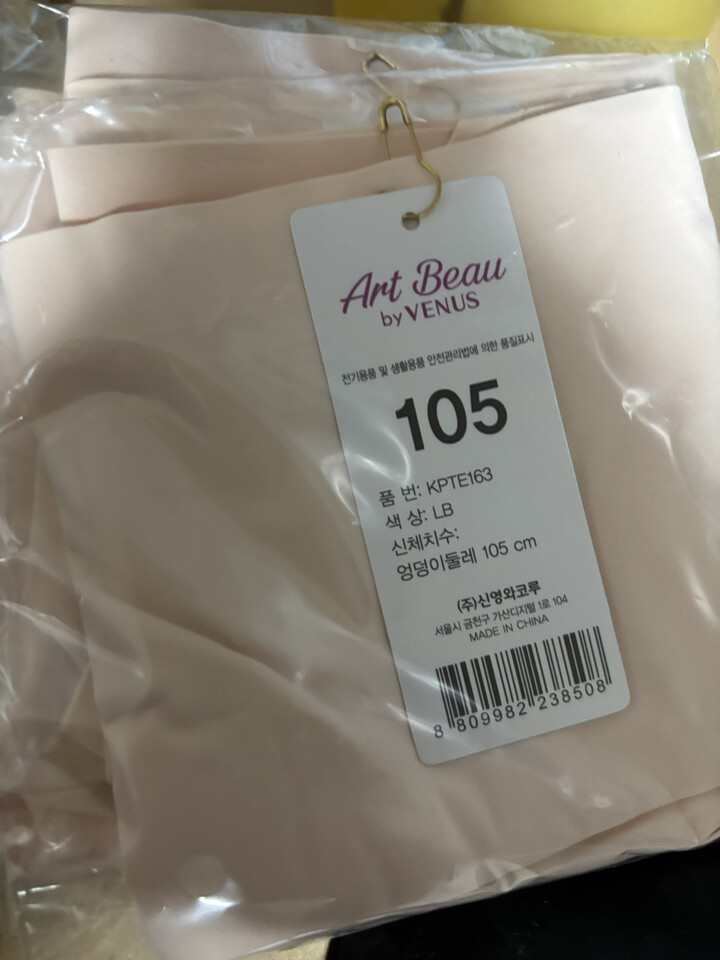 Art Beau
by VENUS
전기용품 및 생활용품 안전관리법에 의한 품질표시
105
품 번: KPTE163
색 상: LB
신체치수:
엉덩이둘레 105 cm
(주)신영와코루
서울시 금천구 가산디지털 1로 104
MADE IN CHINA
8 809982 238508